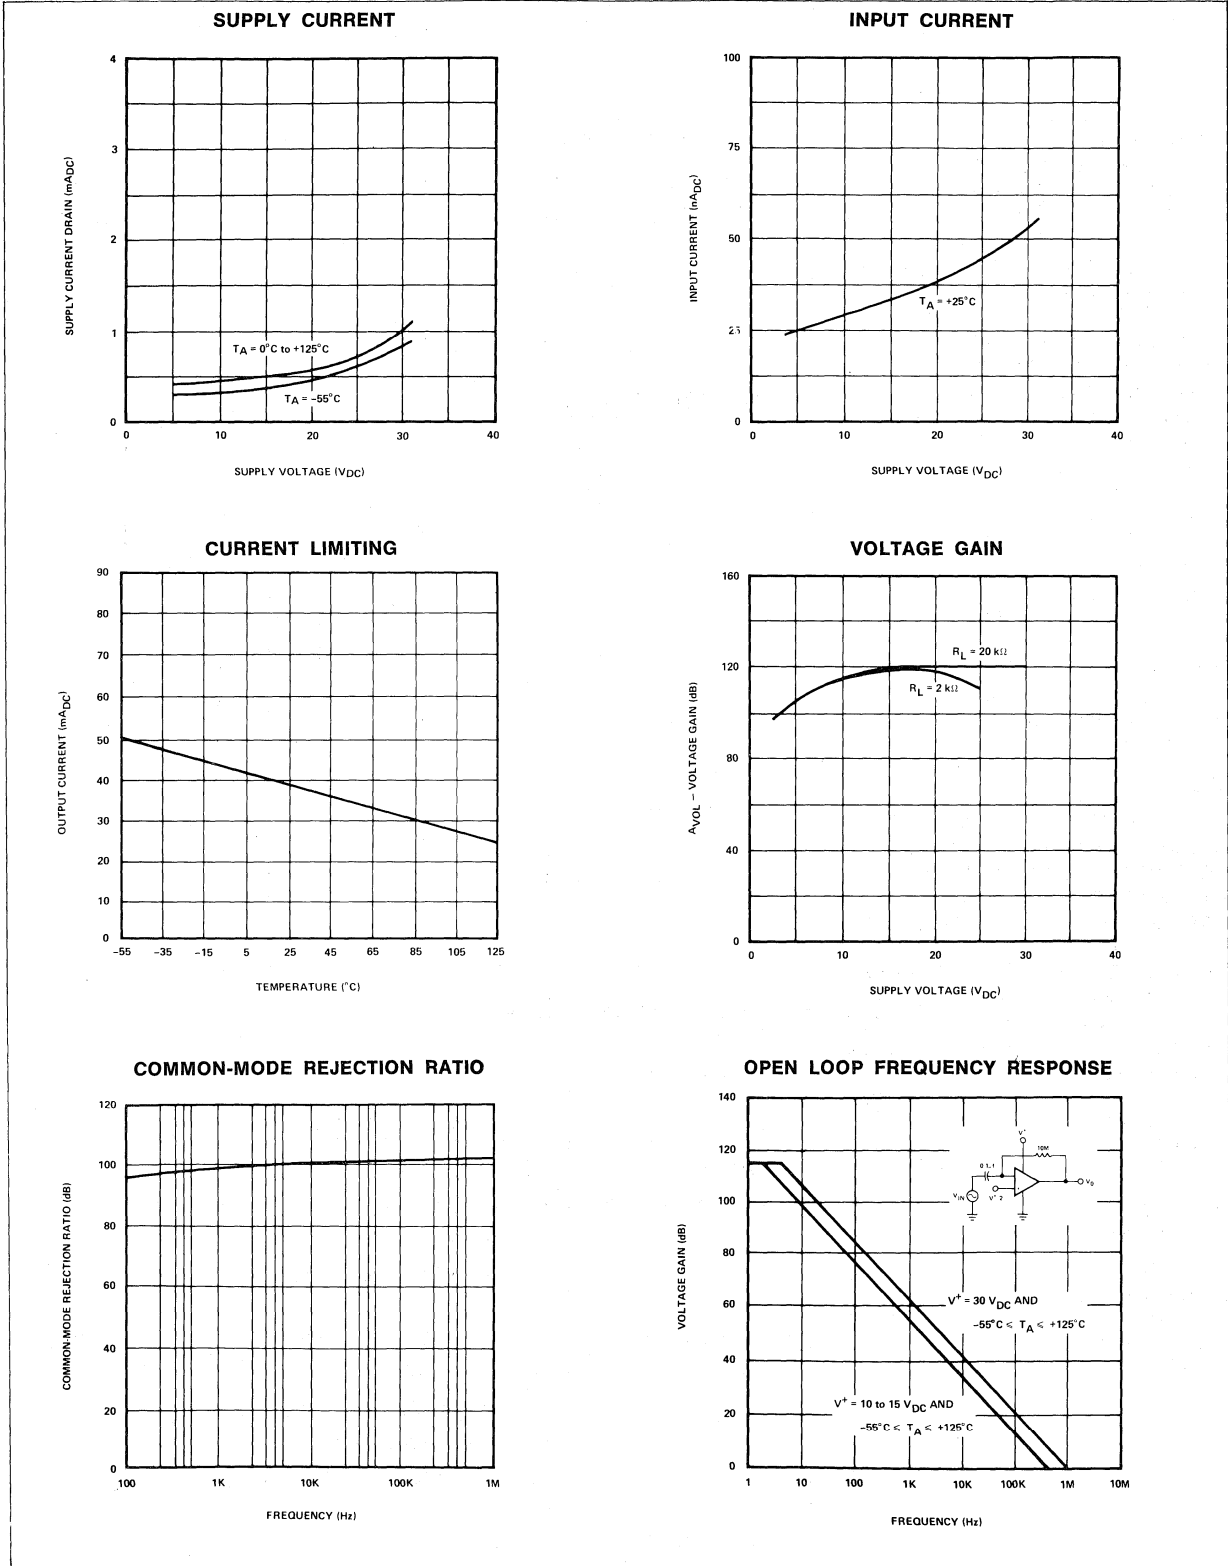 SUPPLY CURRENT
4
3
2
1
0
0 10 20 30 40
SUPPLY CURRENT DRAIN (mADC)
TA = 0°C to +125°C
TA = -55°C
SUPPLY VOLTAGE (VDC)
INPUT CURRENT
100
75
50
25
0
0 10 20 30 40
INPUT CURRENT (nADC)
TA = +25°C
SUPPLY VOLTAGE (VDC)
CURRENT LIMITING
90
80
70
60
50
40
30
20
10
0
-55 -35 -15 5 25 45 65 85 105 125
OUTPUT CURRENT (mADC)
TEMPERATURE (°C)
VOLTAGE GAIN
160
120
80
40
0
0 10 20 30 40
AVOL - VOLTAGE GAIN (dB)
RL = 20 kΩ
RL = 2 kΩ
SUPPLY VOLTAGE (VDC)
COMMON-MODE REJECTION RATIO
120
100
80
60
40
20
0
100 1K 10K 100K 1M
COMMON-MODE REJECTION RATIO (dB)
FREQUENCY (Hz)
OPEN LOOP FREQUENCY RESPONSE
140
120
100
80
60
40
20
0
1 10 100 1K 10K 100K 1M 10M
VOLTAGE GAIN (dB)
V+
10M
VIN
VO
V+ = 30 VDC AND
-55°C ≤ TA ≤ +125°C
V+ = 10 to 15 VDC AND
-55°C ≤ TA ≤ +125°C
FREQUENCY (Hz)